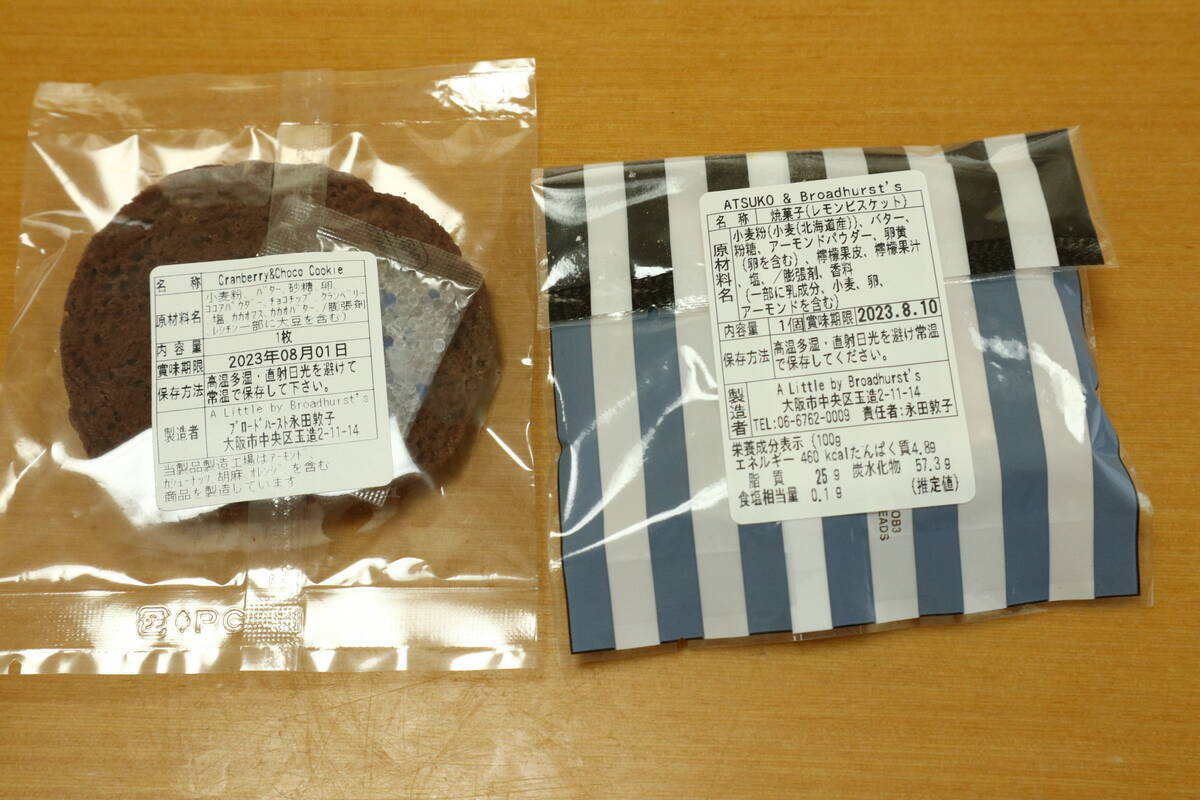 名 称 Cranberry&Choco Cookie
原材料名
小麦粉、バター 砂糖 卵、
ココアパウダー、チョコチップ、クランベリー
塩 カカオマス、カカオバター/膨張剤
レシチン(一部に大豆を含む)
内容量 1枚
賞味期限 2023年08月01日
保存方法
高温多湿・直射日光を避けて
常温で保存して下さい。
製造者
A Little by Broadhurst's
ブロードハースト永田敦子
大阪市中央区玉造2-11-14
当製品製造工場はアーモンド、
カシューナッツ,胡麻,オレンジ、を含む
商品を製造しています
PC
ATSUKO & Broadhurst's
名 称 焼菓子(レモンビスケット)
原材料名
小麦粉(小麦(北海道産))、バター、
粉糖、アーモンドパウダー、卵黄
(卵を含む)、檸檬果皮、檸檬果汁
、塩、/膨張剤、香料
(一部に乳成分、小麦、卵、
アーモンドを含む)
内容量 1個 賞味期限 2023.8.10
保存方法
高温多湿・直射日光を避け常温
で保存してください。
製造者
A Little by Broadhurst's
大阪市中央区玉造2-11-14
TEL:06-6762-0009 責任者:永田敦子
栄養成分表示 (100g
エネルギー 460 kcalたんぱく質4.8g
脂 質 25 g 炭水化物 57.3g
食塩相当量 0.1g (推定値)